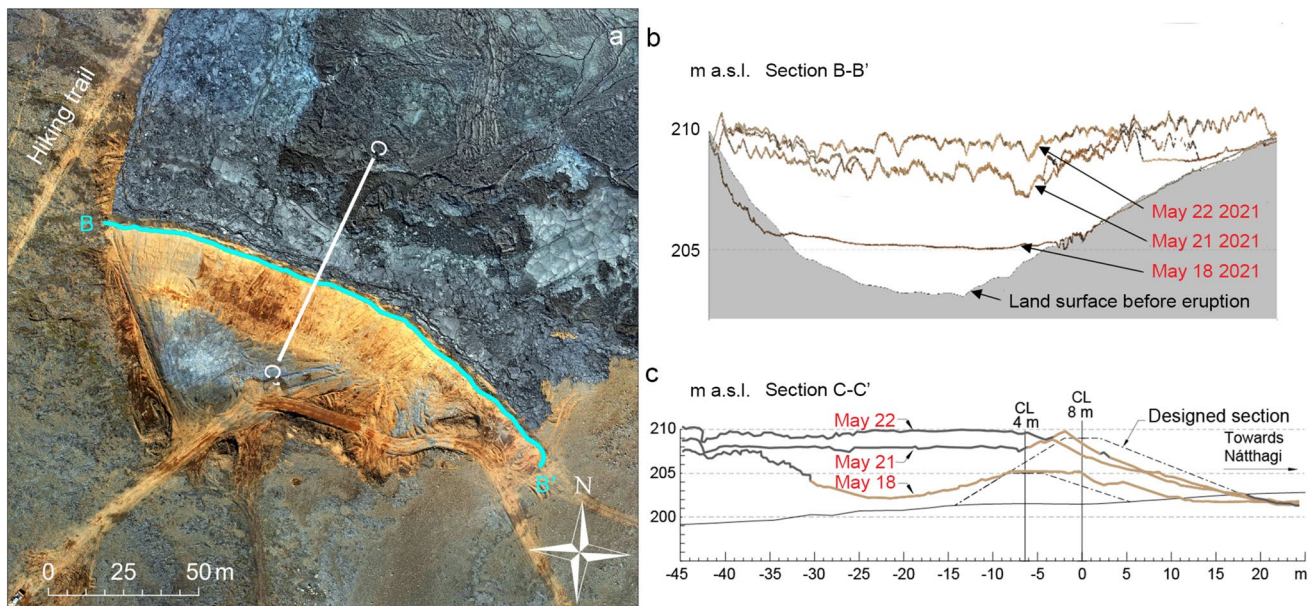 a
Hiking trail
C
B
C'
B'
N
0 25 50 m
b
m a.s.l. Section B-B'
210
205
May 22 2021
May 21 2021
May 18 2021
Land surface before eruption
c
m a.s.l. Section C-C'
CL
4 m
CL
8 m
Designed section
Towards
Nátthagi
May 22
May 21
May 18
210
205
200
-45 -40 -35 -30 -25 -20 -15 -10 -5 0 5 10 15 20 m